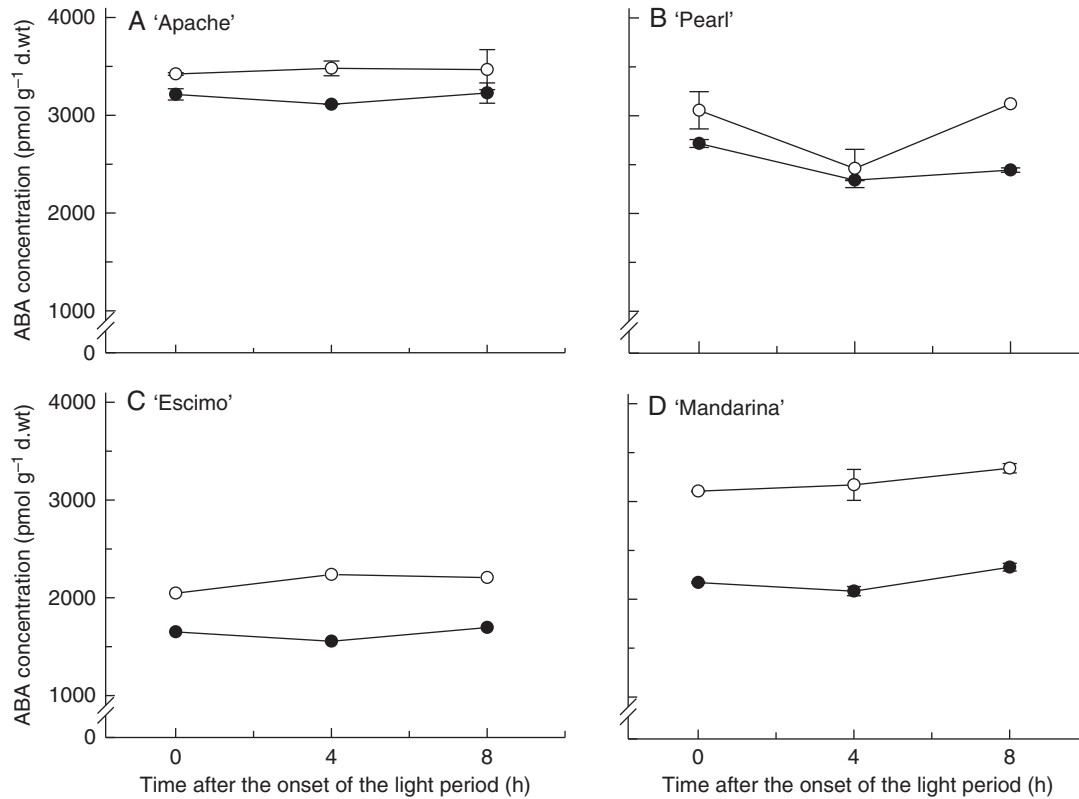 A 'Apache'
B 'Pearl'
4000
3000
2000
1000
0
ABA concentration (pmol g⁻¹ d.wt)
C 'Escimo'
D 'Mandarina'
4000
3000
2000
1000
0
ABA concentration (pmol g⁻¹ d.wt)
0 4 8
0 4 8
Time after the onset of the light period (h)
Time after the onset of the light period (h)